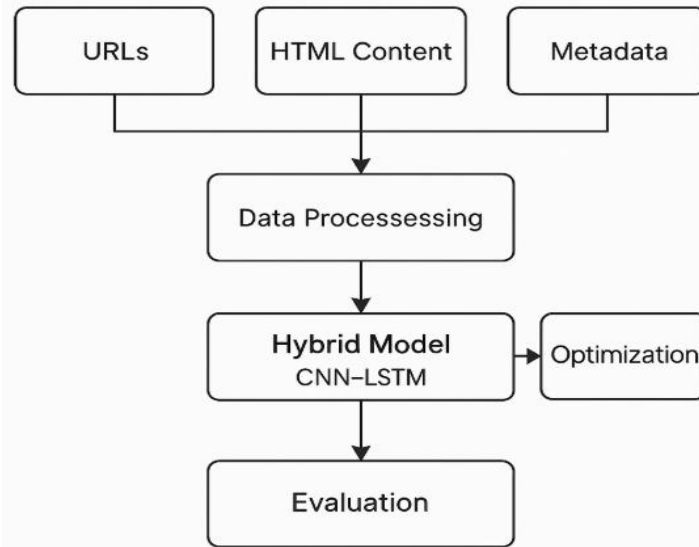 URLs
HTML Content
Metadata
Data Processessing
Hybrid Model
CNN–LSTM
Optimization
Evaluation